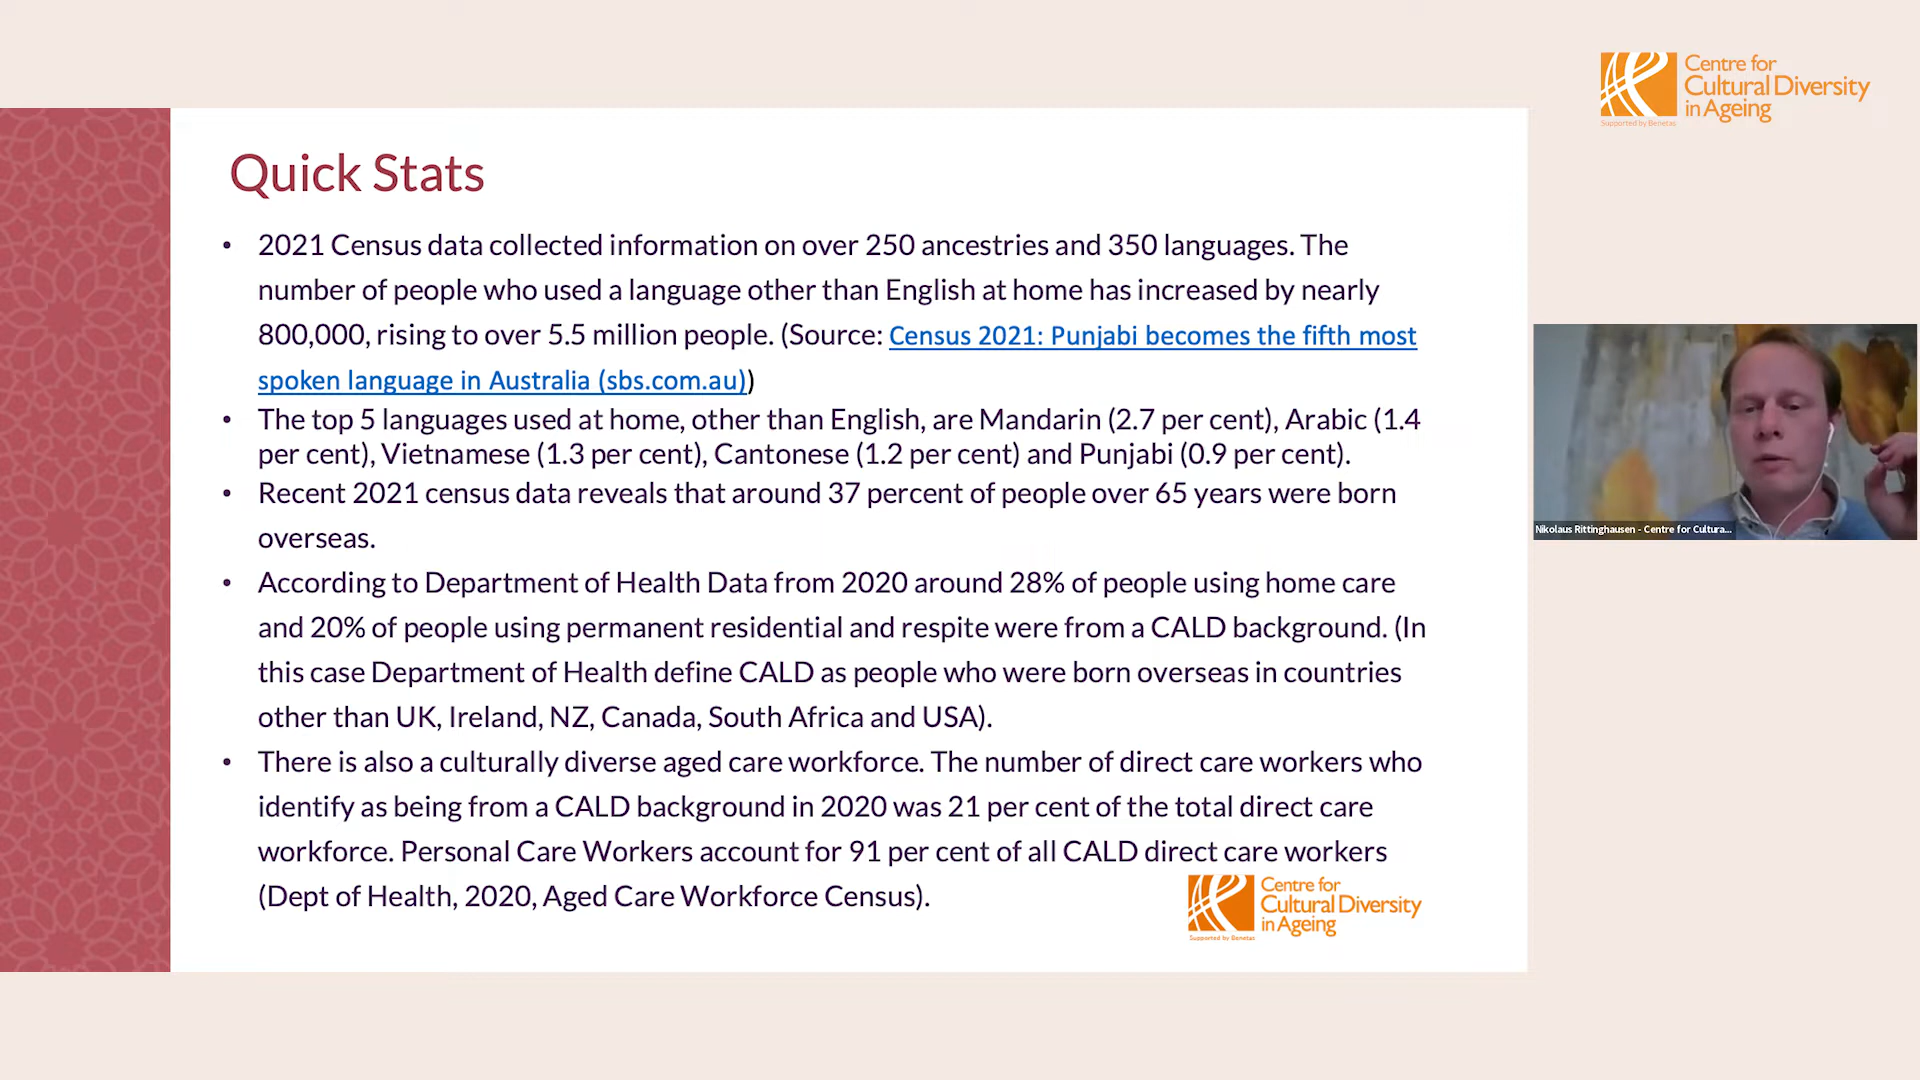 Centre for
Cultural Diversity
in Ageing
Supported by Benetas
Quick Stats
• 2021 Census data collected information on over 250 ancestries and 350 languages. The
number of people who used a language other than English at home has increased by nearly
800,000, rising to over 5.5 million people. (Source: Census 2021: Punjabi becomes the fifth most
spoken language in Australia (sbs.com.au))
• The top 5 languages used at home, other than English, are Mandarin (2.7 per cent), Arabic (1.4
per cent), Vietnamese (1.3 per cent), Cantonese (1.2 per cent) and Punjabi (0.9 per cent).
• Recent 2021 census data reveals that around 37 percent of people over 65 years were born
overseas.
• According to Department of Health Data from 2020 around 28% of people using home care
and 20% of people using permanent residential and respite were from a CALD background. (In
this case Department of Health define CALD as people who were born overseas in countries
other than UK, Ireland, NZ, Canada, South Africa and USA).
• There is also a culturally diverse aged care workforce. The number of direct care workers who
identify as being from a CALD background in 2020 was 21 per cent of the total direct care
workforce. Personal Care Workers account for 91 per cent of all CALD direct care workers
(Dept of Health, 2020, Aged Care Workforce Census).
Centre for
Cultural Diversity
in Ageing
Supported by Benetas
Nikolaus Rittinghausen - Centre for Cultura...